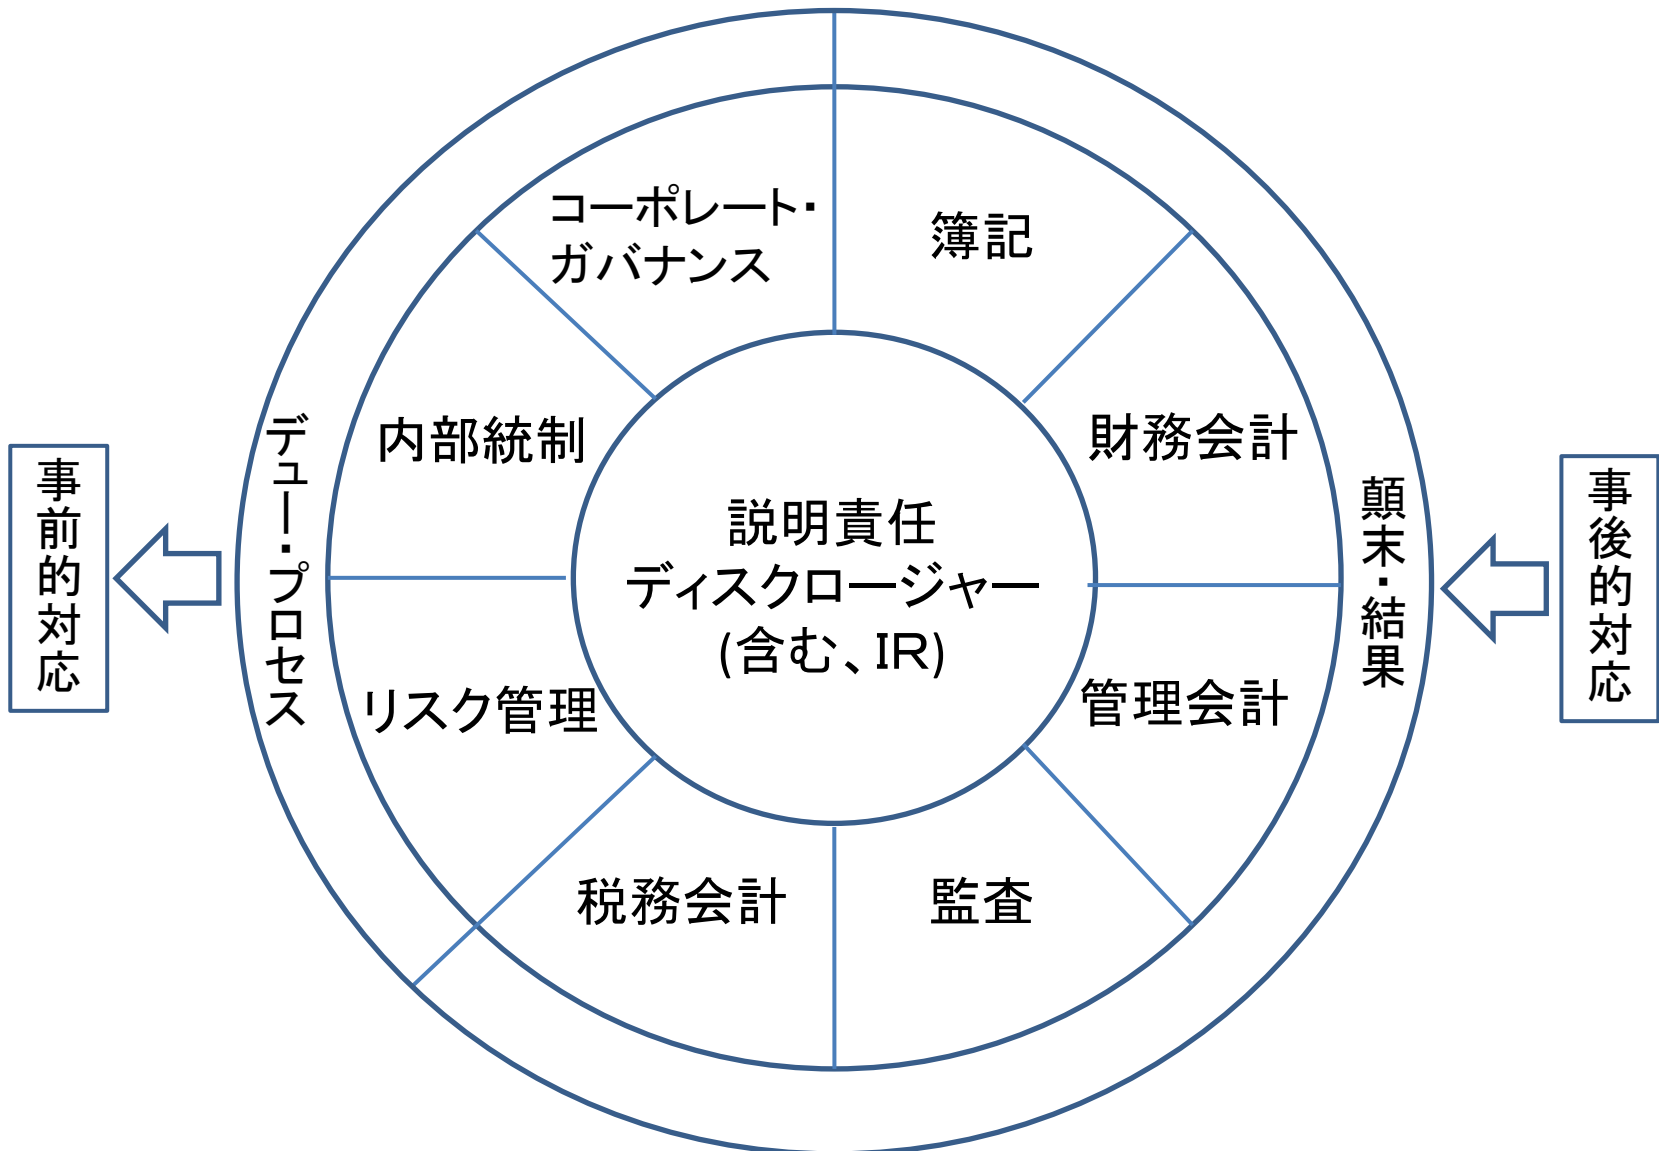 コーポレート・
ガバナンス
簿記
内部統制
財務会計
説明責任
ディスクロージャー
(含む、IR)
リスク管理
管理会計
税務会計
監査
デュー・プロセス
顛末・結果
事前的対応
事後的対応